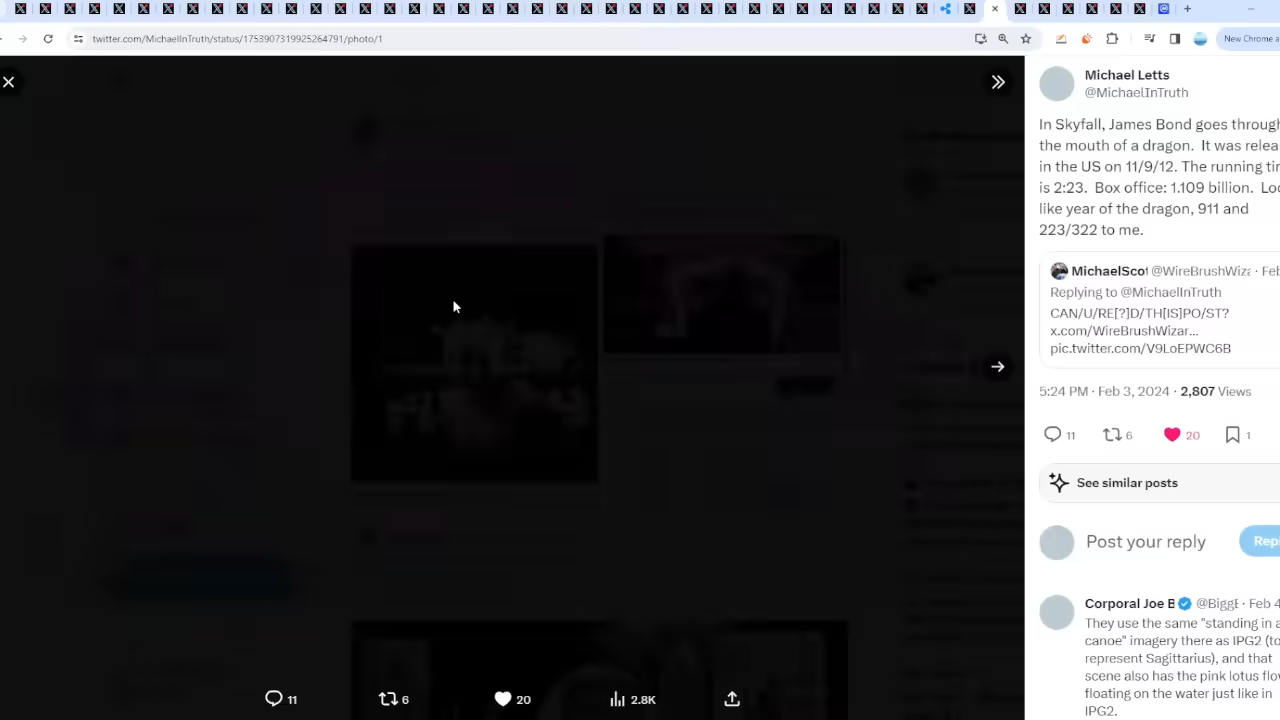 twitter.com/MichaelInTruth/status/1753907319925264791/photo/1
New Chrome a
Michael Letts
@MichaelInTruth
In Skyfall, James Bond goes through
the mouth of a dragon. It was relea
in the US on 11/9/12. The running tim
is 2:23. Box office: 1.109 billion. Loo
like year of the dragon, 911 and
223/322 to me.
MichaelScot @WireBrushWiza · Feb
Replying to @MichaelInTruth
CAN/U/RE[?]D/TH[IS]PO/ST?
x.com/WireBrushWizar...
pic.twitter.com/V9LoEPWC6B
5:24 PM · Feb 3, 2024 · 2,807 Views
11 6 20 1
See similar posts
Post your reply
Repl
Corporal Joe B @BiggE · Feb 4
They use the same "standing in a
canoe" imagery there as IPG2 (to
represent Sagittarius), and that
scene also has the pink lotus flow
floating on the water just like in
IPG2.
11 6 20 2.8K